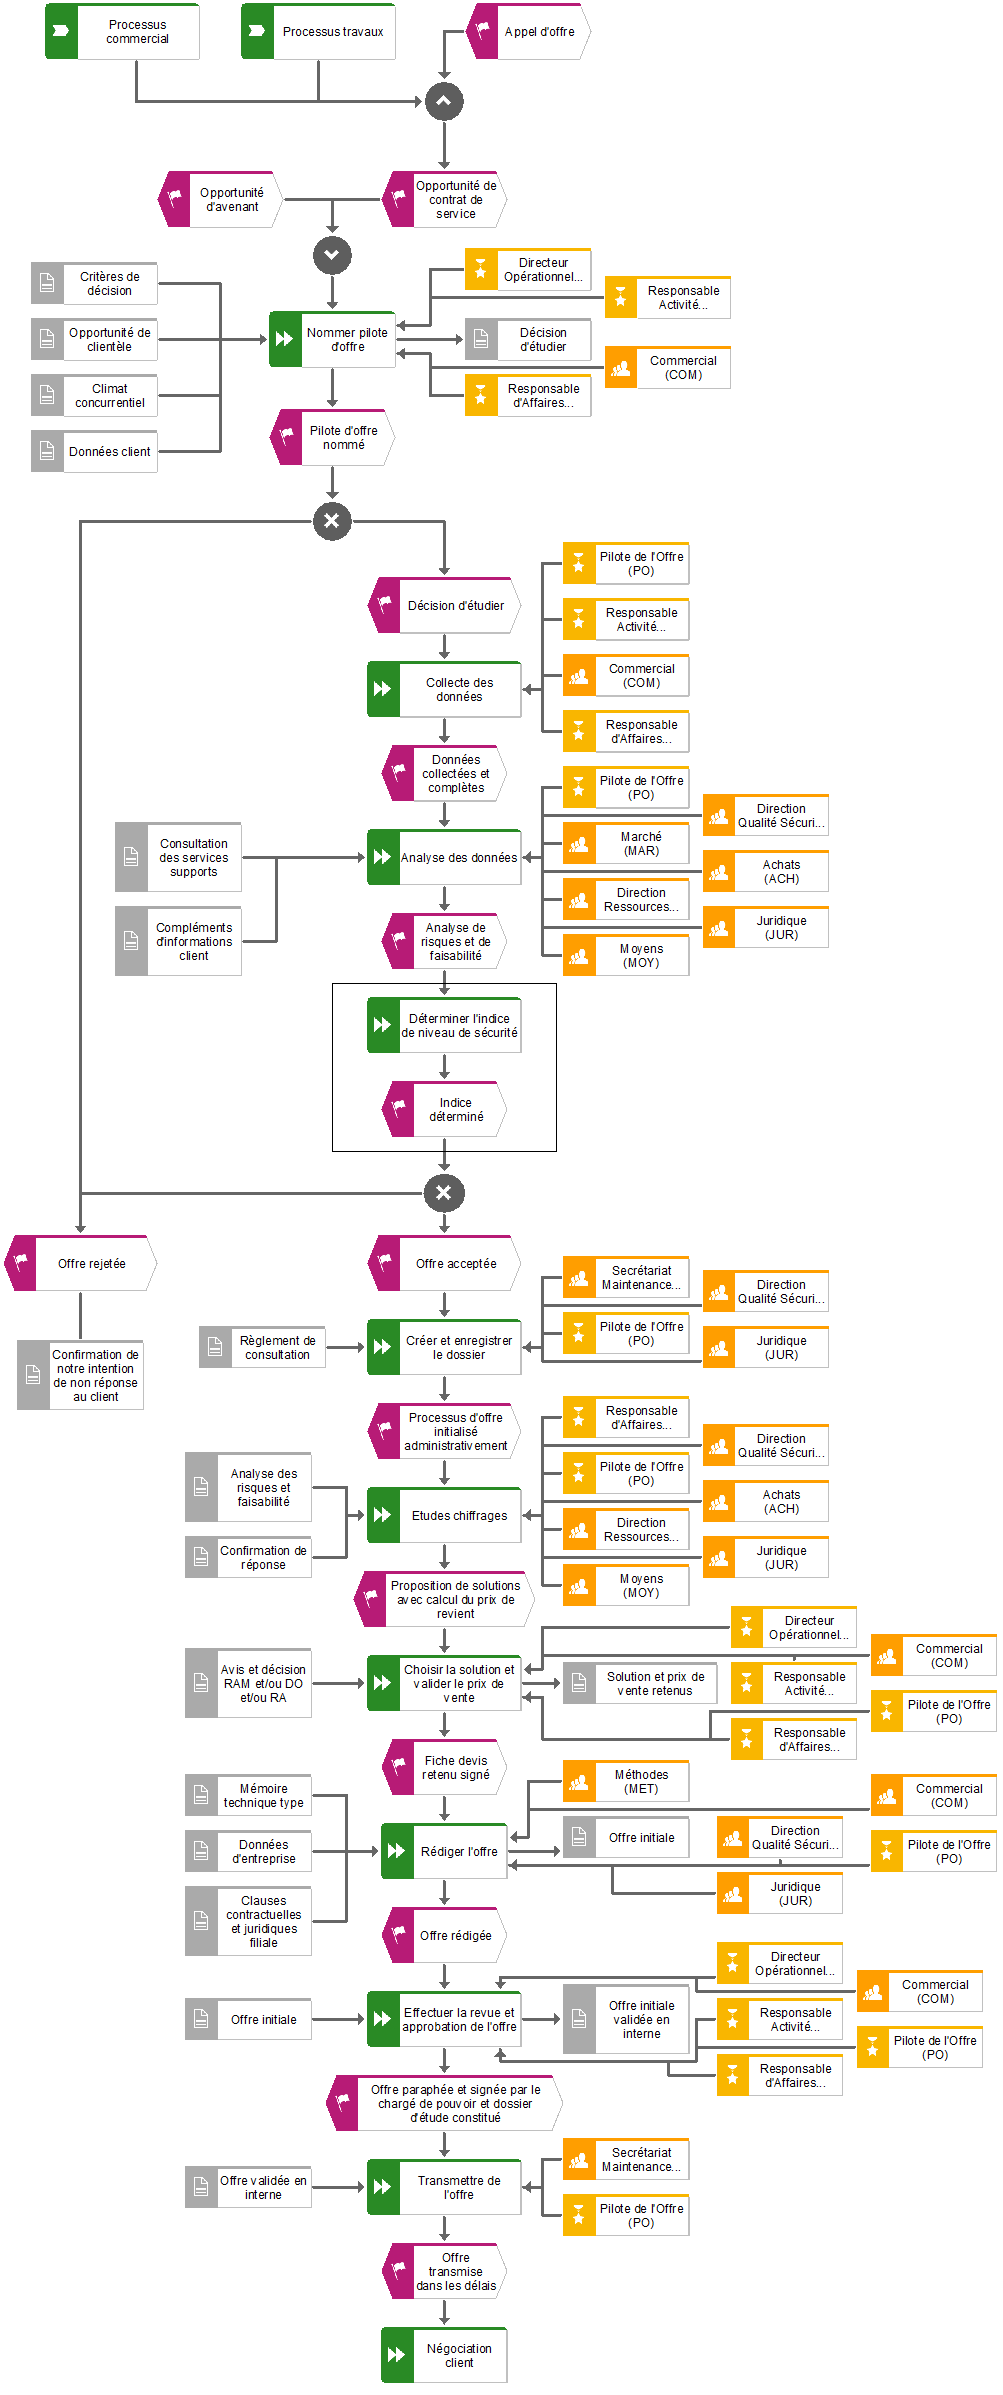 Processus
commercial
Processus travaux
Appel d'offre
Opportunité
d'avenant
Opportunité de
contrat de
service
Critères de
décision
Opportunité de
clientèle
Climat
concurrentiel
Données client
Nommer pilote
d'offre
Directeur
Opérationnel...
Responsable
Activité...
Décision
d'étudier
Commercial
(COM)
Responsable
d'Affaires...
Pilote d'offre
nommé
Décision d'étudier
Pilote de l'Offre
(PO)
Responsable
Activité...
Collecte des
données
Commercial
(COM)
Responsable
d'Affaires...
Données
collectées et
complètes
Pilote de l'Offre
(PO)
Direction
Qualité Sécuri...
Consultation
des services
supports
Analyse des données
Marché
(MAR)
Achats
(ACH)
Direction
Ressources...
Compléments
d'informations
client
Analyse de
risques et de
faisabilité
Juridique
(JUR)
Moyens
(MOY)
Déterminer l'indice
de niveau de sécurité
Indice
déterminé
Offre rejetée
Offre acceptée
Secrétariat
Maintenance...
Direction
Qualité Sécuri...
Confirmation de
notre intention
de non réponse
au client
Règlement de
consultation
Créer et enregistrer
le dossier
Pilote de l'Offre
(PO)
Juridique
(JUR)
Processus d'offre
initialisé
administrativement
Responsable
d'Affaires...
Direction
Qualité Sécuri...
Analyse des
risques et
faisabilité
Pilote de l'Offre
(PO)
Achats
(ACH)
Etudes chiffrages
Direction
Ressources...
Confirmation de
réponse
Juridique
(JUR)
Moyens
(MOY)
Proposition de solutions
avec calcul du prix de
revient
Directeur
Opérationnel...
Commercial
(COM)
Avis et décision
RAM et/ou DO
et/ou RA
Choisir la solution et
valider le prix de
vente
Solution et prix de
vente retenus
Responsable
Activité...
Pilote de l'Offre
(PO)
Responsable
d'Affaires...
Fiche devis
retenu signé
Méthodes
(MET)
Commercial
(COM)
Mémoire
technique type
Données
d'entreprise
Clauses
contractuelles
et juridiques
filiale
Rédiger l'offre
Offre initiale
Direction
Qualité Sécuri...
Pilote de l'Offre
(PO)
Juridique
(JUR)
Offre rédigée
Directeur
Opérationnel...
Commercial
(COM)
Offre initiale
Effectuer la revue et
approbation de l'offre
Offre initiale
validée en
interne
Responsable
Activité...
Pilote de l'Offre
(PO)
Responsable
d'Affaires...
Offre paraphée et signée par le
chargé de pouvoir et dossier
d'étude constitué
Secrétariat
Maintenance...
Offre validée en
interne
Transmettre de
l'offre
Pilote de l'Offre
(PO)
Offre
transmise
dans les délais
Négociation
client